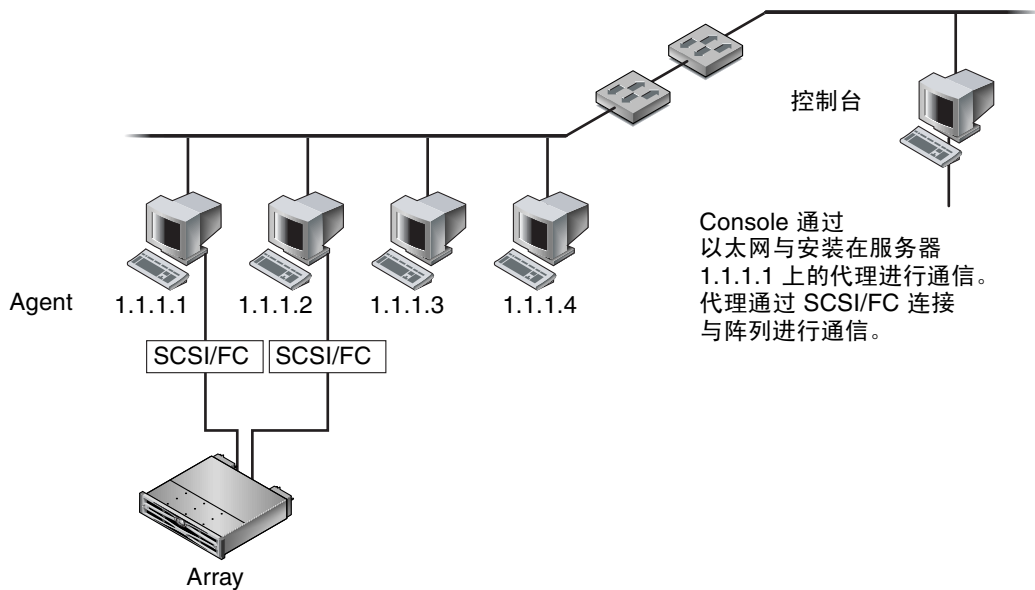 控制台
Console 通过
以太网与安装在服务器
1.1.1.1 上的代理进行通信。
代理通过 SCSI/FC 连接
与阵列进行通信。
Agent 1.1.1.1 1.1.1.2 1.1.1.3 1.1.1.4
SCSI/FC SCSI/FC
Array